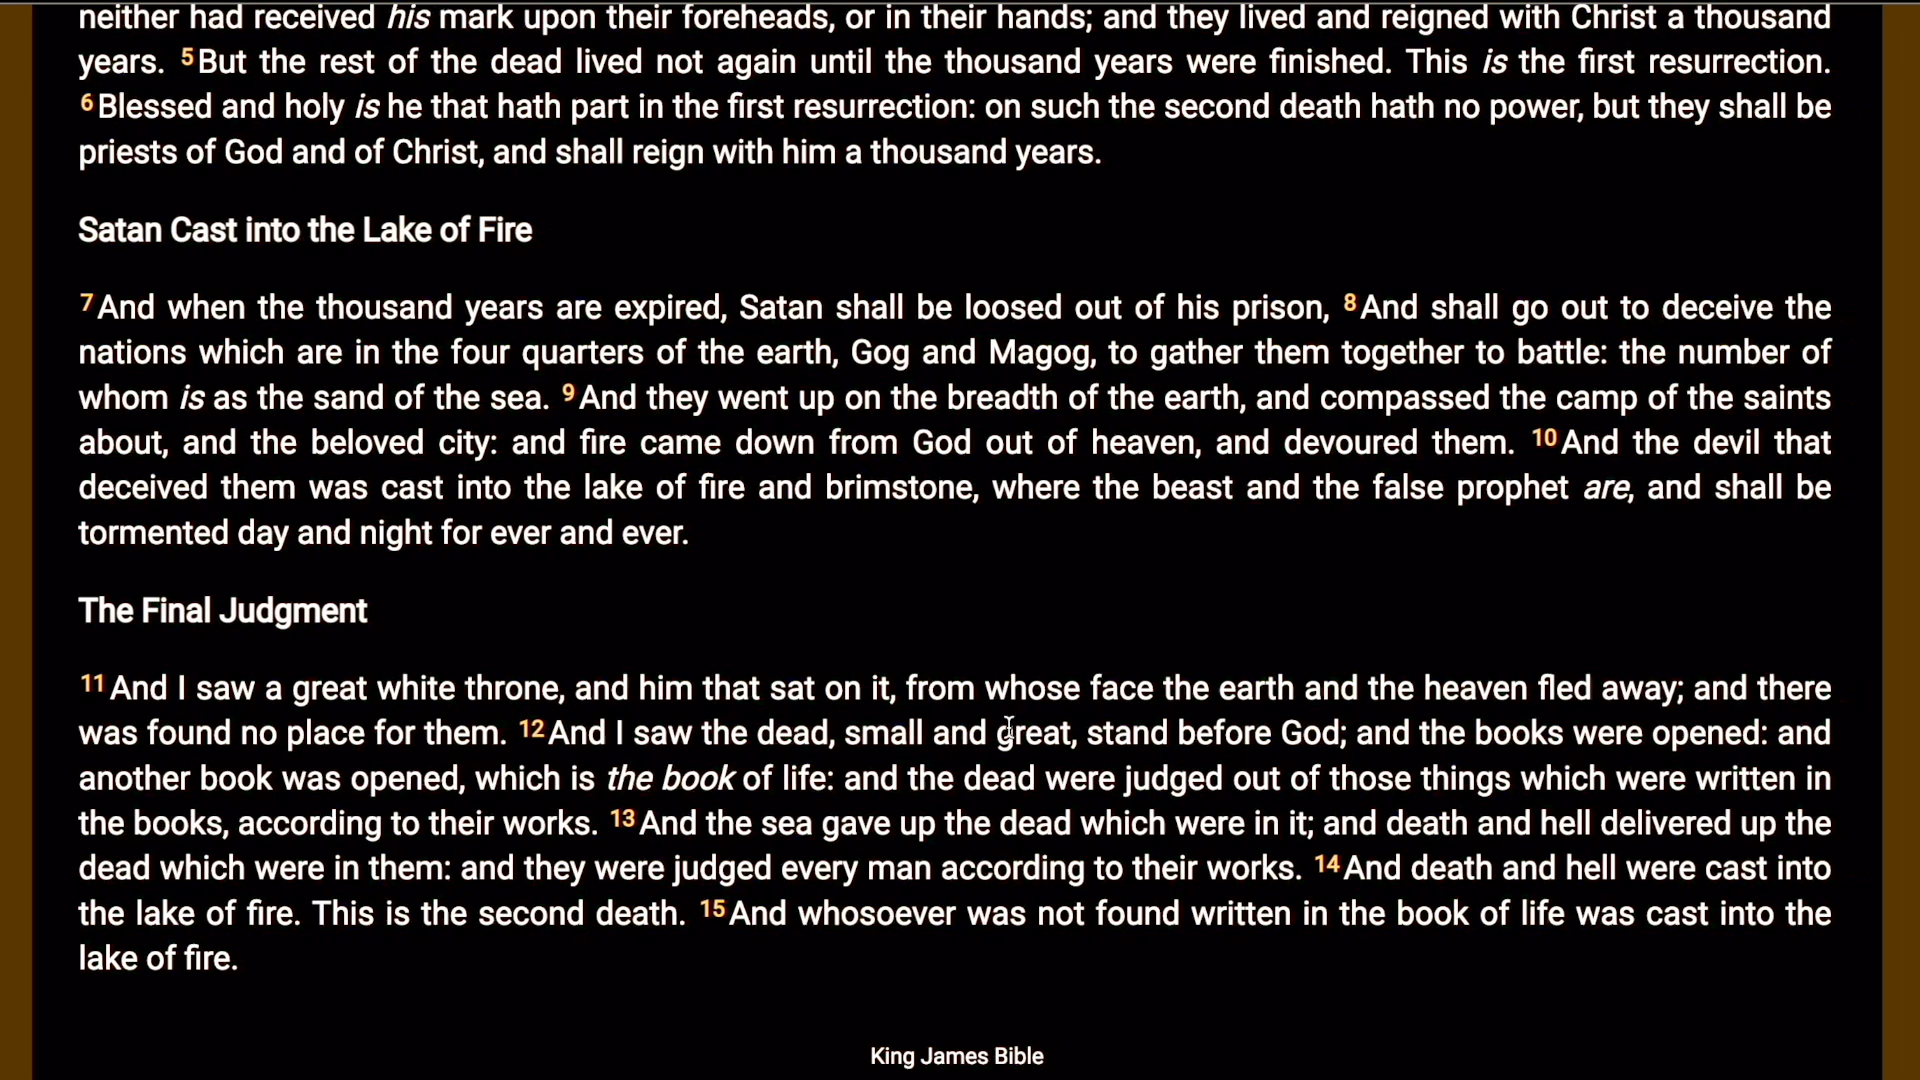 neither had received his mark upon their foreheads, or in their hands; and they lived and reigned with Christ a thousand
years. 5 But the rest of the dead lived not again until the thousand years were finished. This is the first resurrection.
6 Blessed and holy is he that hath part in the first resurrection: on such the second death hath no power, but they shall be
priests of God and of Christ, and shall reign with him a thousand years.
Satan Cast into the Lake of Fire
7 And when the thousand years are expired, Satan shall be loosed out of his prison, 8 And shall go out to deceive the
nations which are in the four quarters of the earth, Gog and Magog, to gather them together to battle: the number of
whom is as the sand of the sea. 9 And they went up on the breadth of the earth, and compassed the camp of the saints
about, and the beloved city: and fire came down from God out of heaven, and devoured them. 10 And the devil that
deceived them was cast into the lake of fire and brimstone, where the beast and the false prophet are, and shall be
tormented day and night for ever and ever.
The Final Judgment
11 And I saw a great white throne, and him that sat on it, from whose face the earth and the heaven fled away; and there
was found no place for them. 12 And I saw the dead, small and great, stand before God; and the books were opened: and
another book was opened, which is the book of life: and the dead were judged out of those things which were written in
the books, according to their works. 13 And the sea gave up the dead which were in it; and death and hell delivered up the
dead which were in them: and they were judged every man according to their works. 14 And death and hell were cast into
the lake of fire. This is the second death. 15 And whosoever was not found written in the book of life was cast into the
lake of fire.
King James Bible